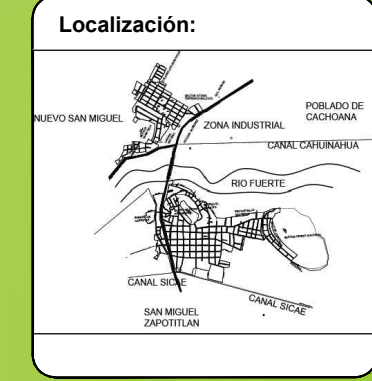 Localización:
NUEVO SAN MIGUEL
ZONA INDUSTRIAL
POBLADO DE
CACHOANA
CANAL CAHUINAHUA
RIO FUERTE
CANAL SICAE
CANAL SICAE
SAN MIGUEL
ZAPOTITLAN